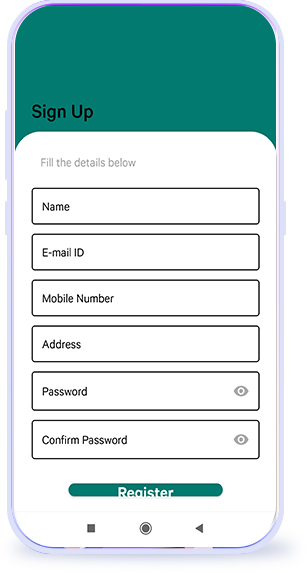 Sign Up
Fill the details below
Name
E-mail ID
Mobile Number
Address
Password
Confirm Password
Register